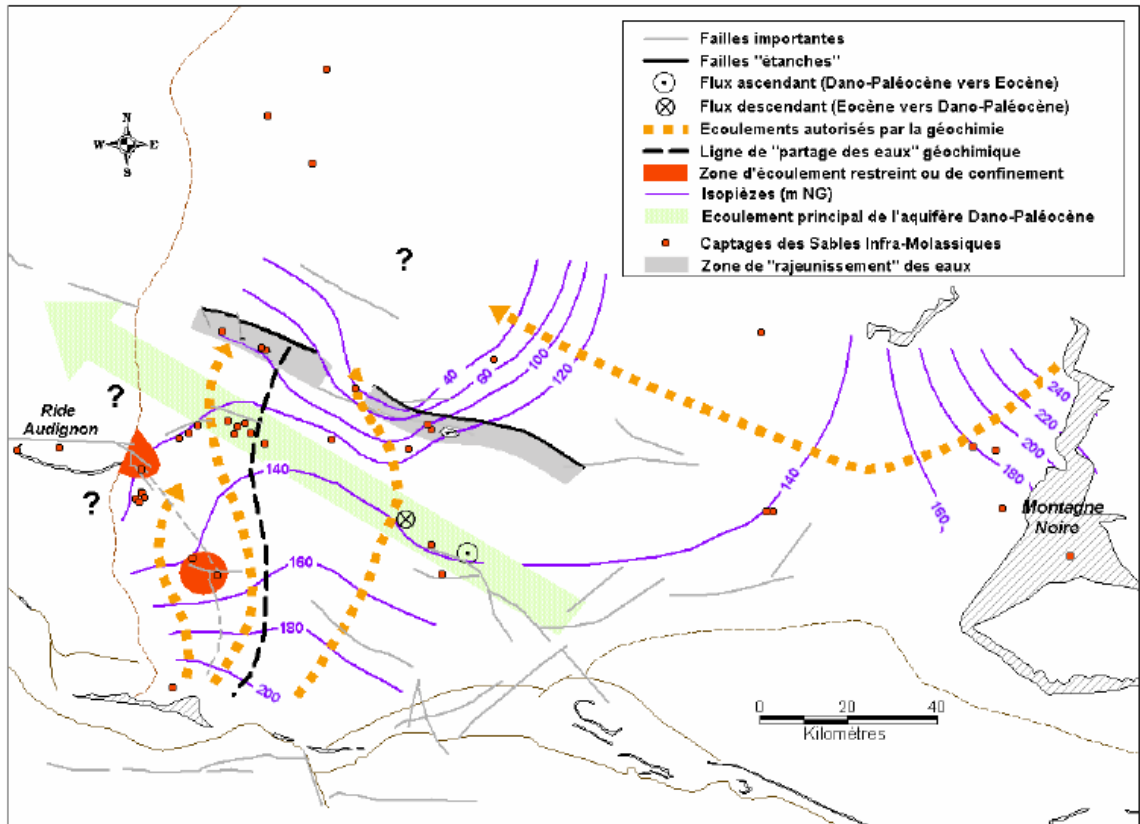 Failles importantes
Failles "étanches"
Flux ascendant (Dano-Paléocène vers Eocène)
Flux descendant (Eocène vers Dano-Paléocène)
Ecoulements autorisés par la géochimie
Ligne de "partage des eaux" géochimique
Zone d'écoulement restreint ou de confinement
Isopièzes (m NG)
Ecoulement principal de l'aquifère Dano-Paléocène
Captages des Sables Infra-Molassiques
Zone de "rajeunissement" des eaux
N
W E
S
?
40
60
100
120
240
220
200
180
160
140
?
Ride
Audignon
?
140
160
180
200
Montagne
Noire
0 20 40
Kilométres